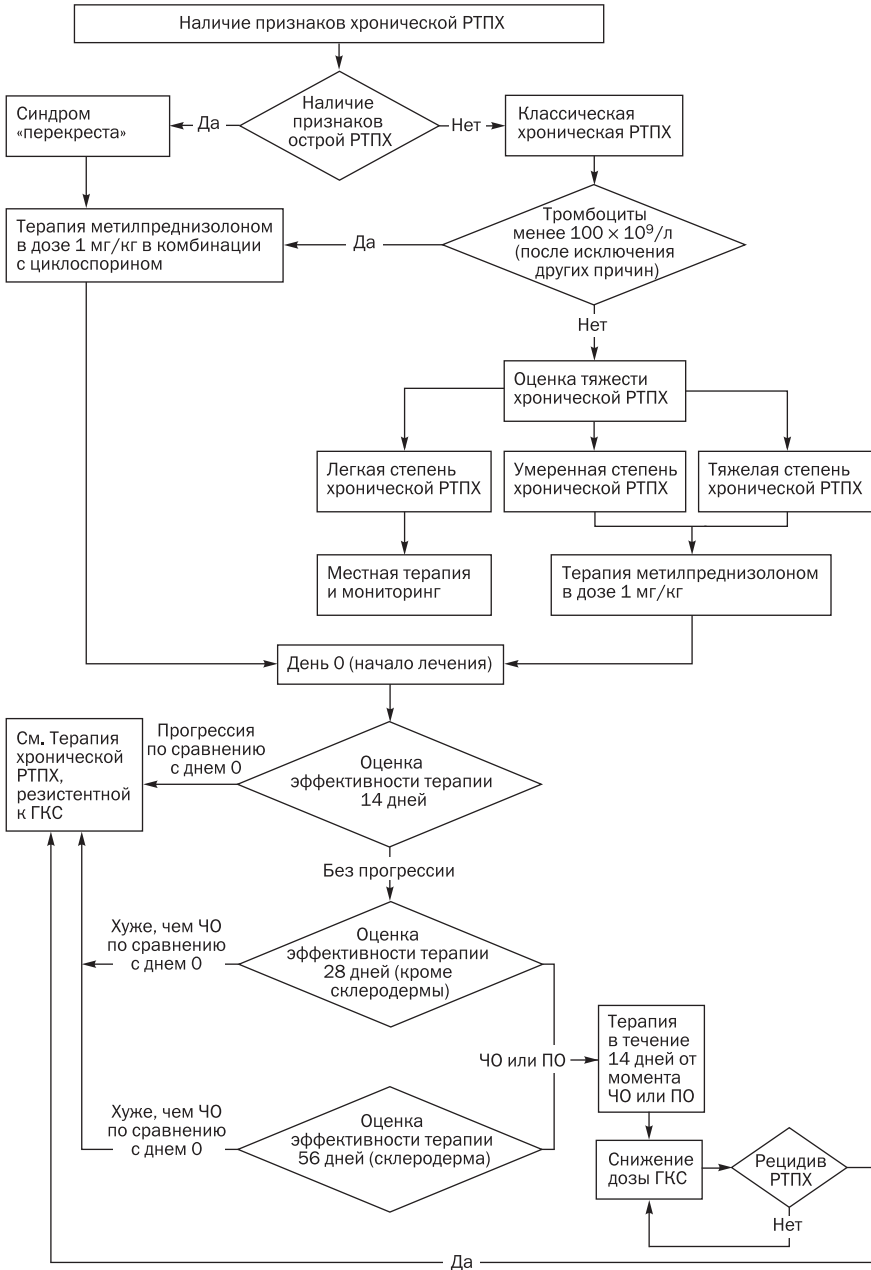 Наличие признаков хронической РТПХ
Синдром
«перекреста»
Да
Наличие
признаков
острой РТПХ
Нет
Классическая
хроническая РТПХ
Терапия метилпреднизолоном
в дозе 1 мг/кг в комбинации
с циклоспорином
Да
Тромбоциты
менее 100 × 10⁹/л
(после исключения
других причин)
Нет
Оценка тяжести
хронической РТПХ
Легкая степень
хронической РТПХ
Умеренная степень
хронической РТПХ
Тяжелая степень
хронической РТПХ
Местная терапия
и мониторинг
Терапия метилпреднизолоном
в дозе 1 мг/кг
День 0 (начало лечения)
См. Терапия
хронической
РТПХ,
резистентной
к ГКС
Прогрессия
по сравнению
с днем 0
Оценка
эффективности терапии
14 дней
Без прогрессии
Хуже, чем ЧО
по сравнению
с днем 0
Оценка
эффективности терапии
28 дней (кроме
склеродермы)
ЧО или ПО
Терапия
в течение
14 дней от
момента
ЧО или ПО
Хуже, чем ЧО
по сравнению
с днем 0
Оценка
эффективности терапии
56 дней (склеродерма)
Снижение
дозы ГКС
Рецидив
РТПХ
Нет
Да